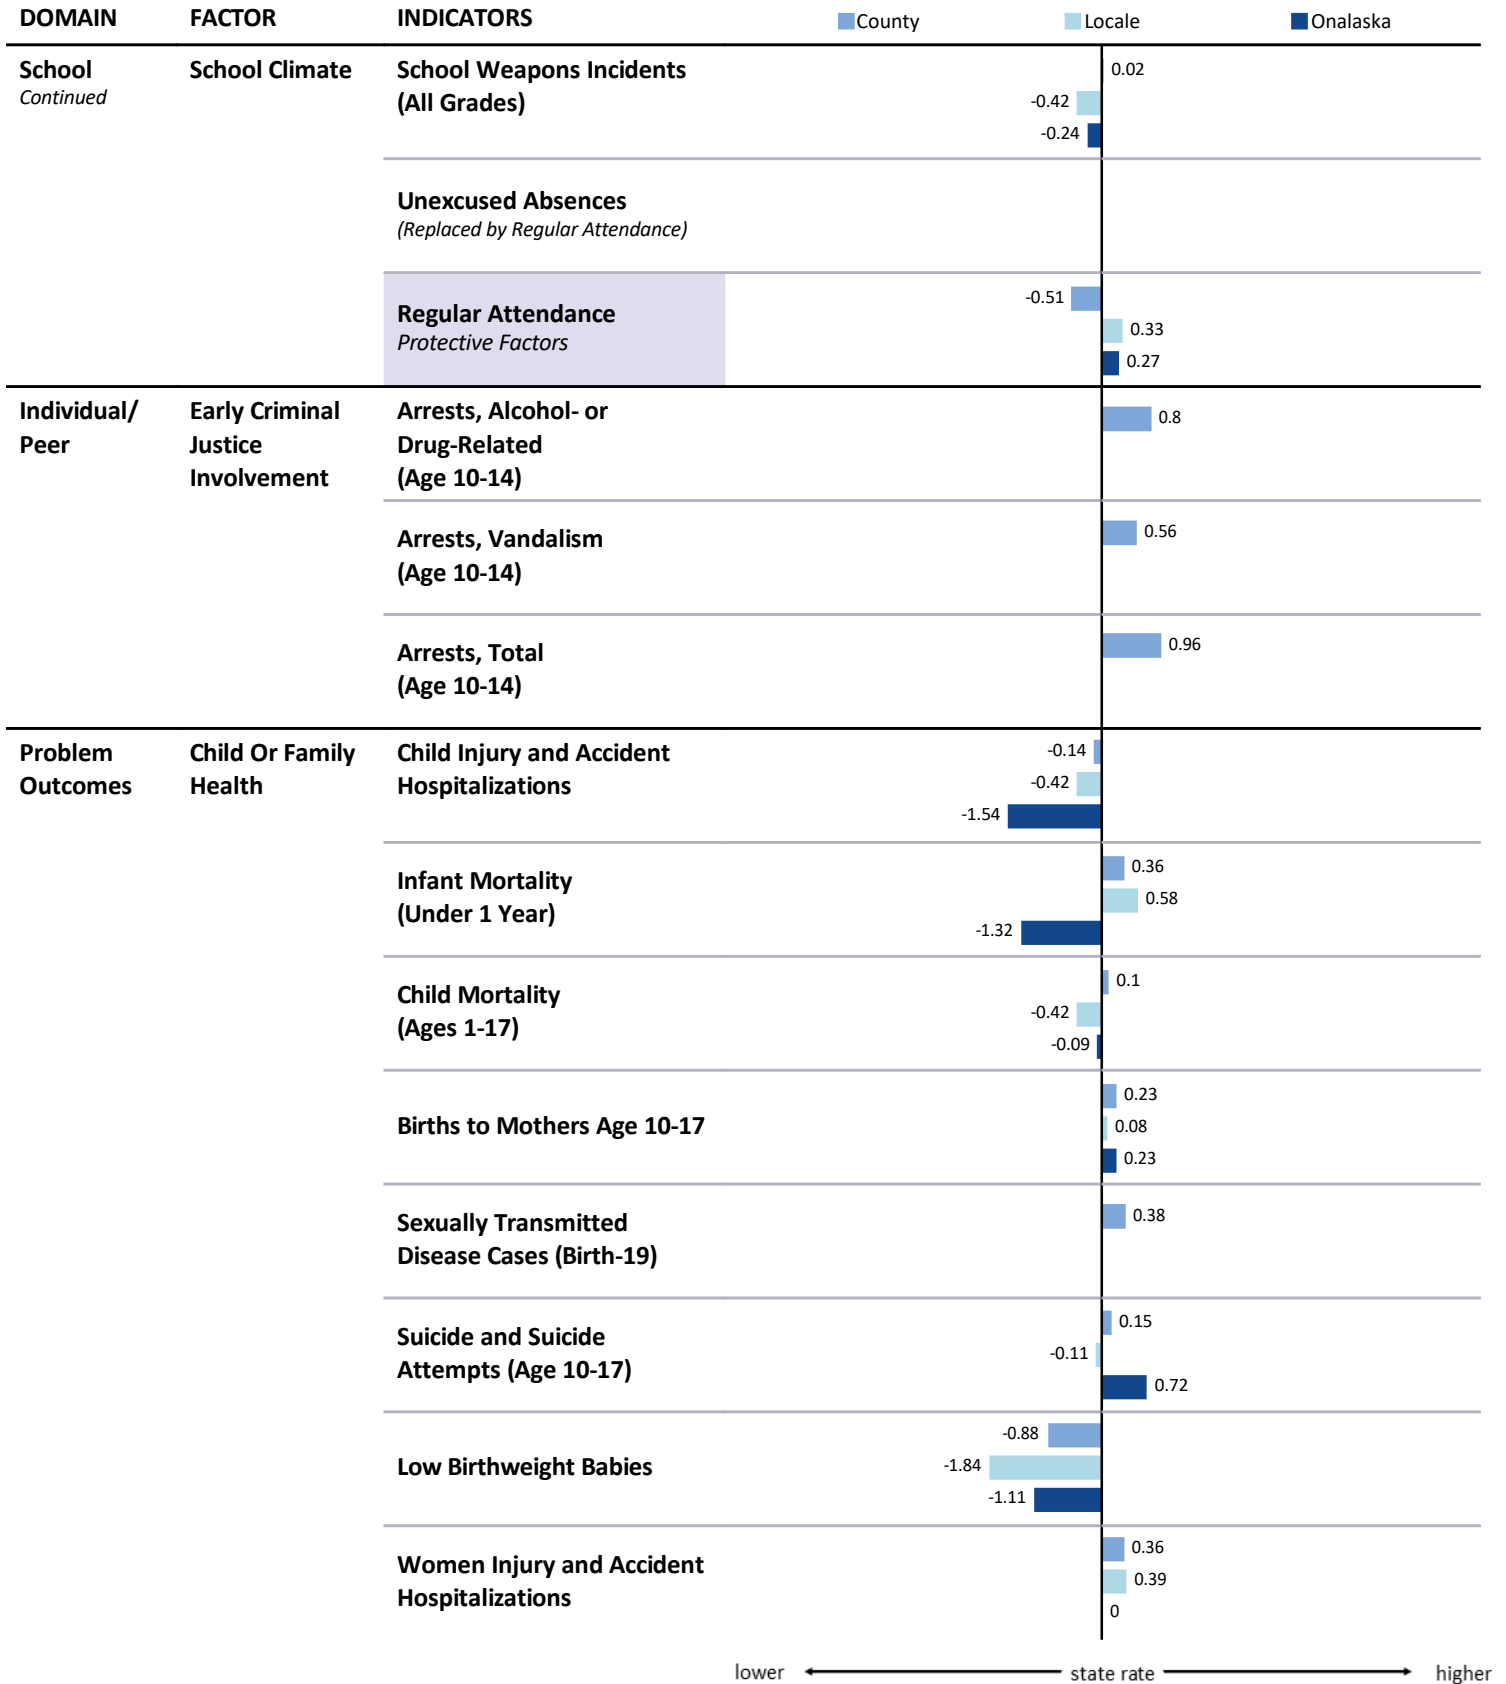 DOMAIN FACTOR INDICATORS County Locale Onalaska
School School Climate School Weapons Incidents 0.02
Continued (All Grades) -0.42
-0.24
Unexcused Absences
(Replaced by Regular Attendance)
-0.51
Regular Attendance 0.33
Protective Factors 0.27
Individual/ Early Criminal Arrests, Alcohol- or 0.8
Peer Justice Drug-Related
Involvement (Age 10-14)
Arrests, Vandalism 0.56
(Age 10-14)
Arrests, Total 0.96
(Age 10-14)
Problem Child Or Family Child Injury and Accident -0.14
Outcomes Health Hospitalizations -0.42
-1.54
0.36
Infant Mortality 0.58
(Under 1 Year) -1.32
0.1
Child Mortality -0.42
(Ages 1-17) -0.09
0.23
Births to Mothers Age 10-17 0.08
0.23
Sexually Transmitted 0.38
Disease Cases (Birth-19)
0.15
Suicide and Suicide -0.11
Attempts (Age 10-17) 0.72
-0.88
Low Birthweight Babies -1.84
-1.11
0.36
Women Injury and Accident 0.39
Hospitalizations 0
lower state rate higher